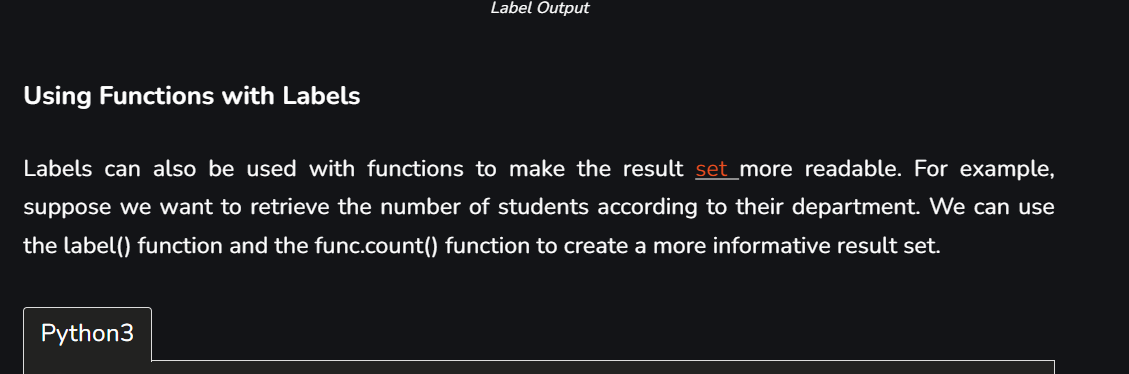 Label Output
Using Functions with Labels
Labels can also be used with functions to make the result set more readable. For example,
suppose we want to retrieve the number of students according to their department. We can use
the label() function and the func.count() function to create a more informative result set.
Python3